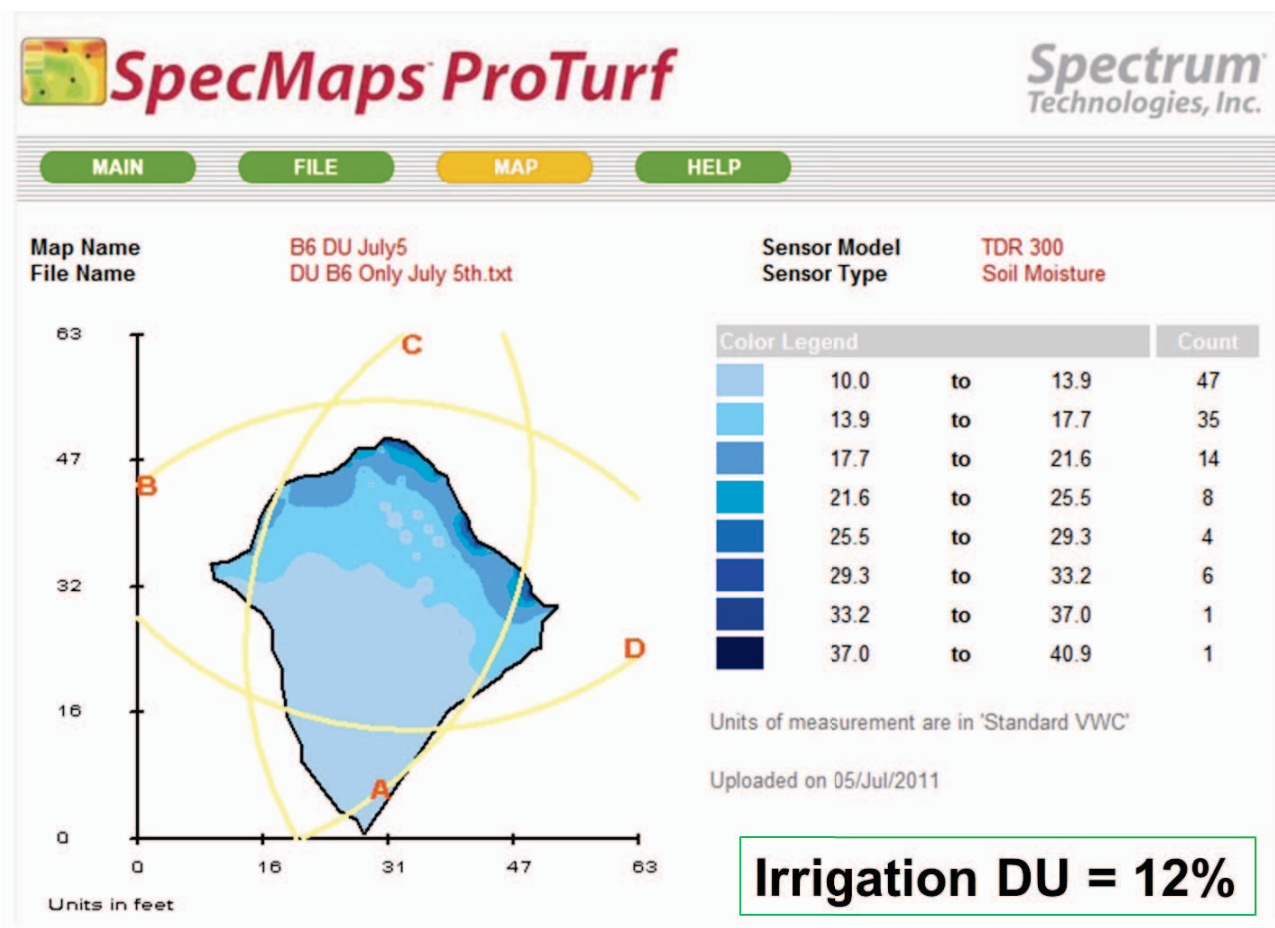 SpecMaps ProTurf
Spectrum
Technologies, Inc.
MAIN FILE MAP HELP
Map Name B6 DU July5
File Name DU B6 Only July 5th.txt
Sensor Model TDR 300
Sensor Type Soil Moisture
63
C
47
B
32
D
16
A
0
0 16 31 47 63
Units in feet
Color Legend Count
10.0 to 13.9 47
13.9 to 17.7 35
17.7 to 21.6 14
21.6 to 25.5 8
25.5 to 29.3 4
29.3 to 33.2 6
33.2 to 37.0 1
37.0 to 40.9 1
Units of measurement are in 'Standard VWC'
Uploaded on 05/Jul/2011
Irrigation DU = 12%